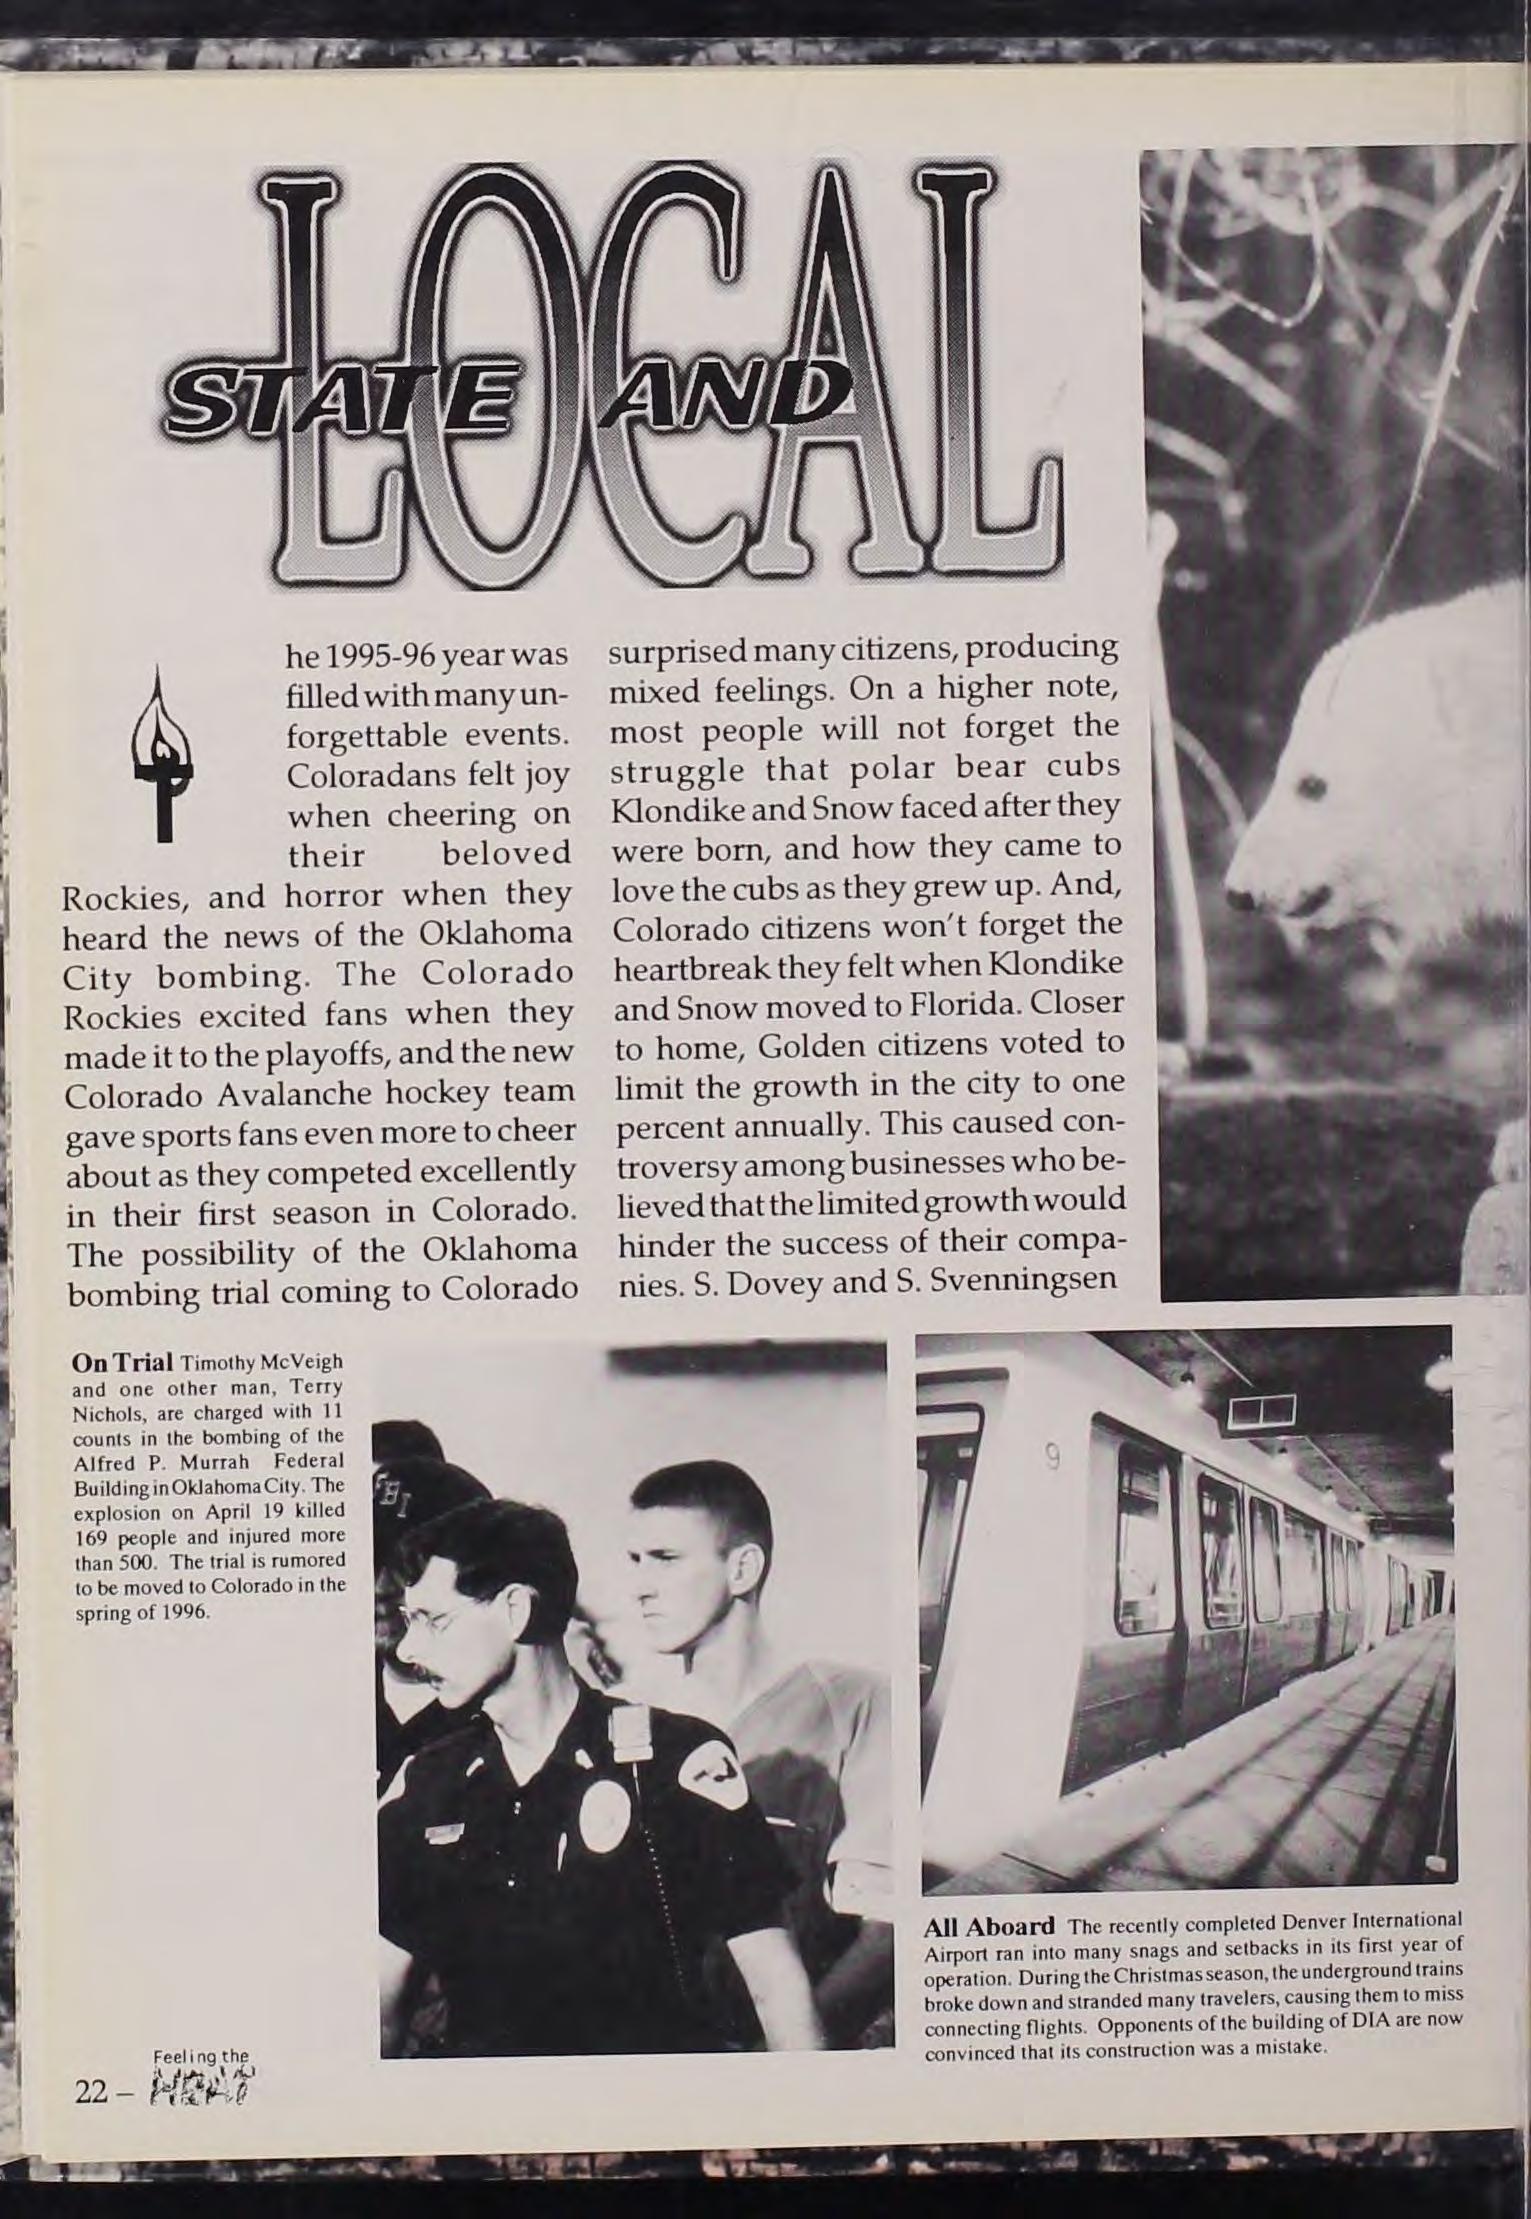 LOCAL
STATE AND
The 1995-96 year was
filled with many un-
forgettable events.
Coloradans felt joy
when cheering on
their beloved
Rockies, and horror when they
heard the news of the Oklahoma
City bombing. The Colorado
Rockies excited fans when they
made it to the playoffs, and the new
Colorado Avalanche hockey team
gave sports fans even more to cheer
about as they competed excellently
in their first season in Colorado.
The possibility of the Oklahoma
bombing trial coming to Colorado
surprised many citizens, producing
mixed feelings. On a higher note,
most people will not forget the
struggle that polar bear cubs
Klondike and Snow faced after they
were born, and how they came to
love the cubs as they grew up. And,
Colorado citizens won't forget the
heartbreak they felt when Klondike
and Snow moved to Florida. Closer
to home, Golden citizens voted to
limit the growth in the city to one
percent annually. This caused con-
troversy among businesses who be-
lieved that the limited growth would
hinder the success of their compa-
nies. S. Dovey and S. Svenningsen
On Trial Timothy McVeigh
and one other man, Terry
Nichols, are charged with 11
counts in the bombing of the
Alfred P. Murrah Federal
Building in Oklahoma City. The
explosion on April 19 killed
169 people and injured more
than 500. The trial is rumored
to be moved to Colorado in the
spring of 1996.
FBI
9
All Aboard The recently completed Denver International
Airport ran into many snags and setbacks in its first year of
operation. During the Christmas season, the underground trains
broke down and stranded many travelers, causing them to miss
connecting flights. Opponents of the building of DIA are now
convinced that its construction was a mistake.
Feeling the
22 – HEAT